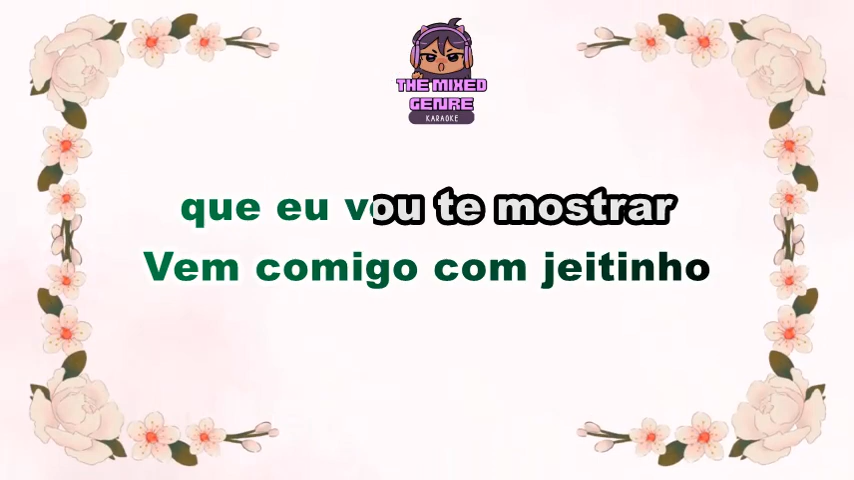 THE MIXED
GENRE
KARAOKE
que eu vou te mostrar
Vem comigo com jeitinho